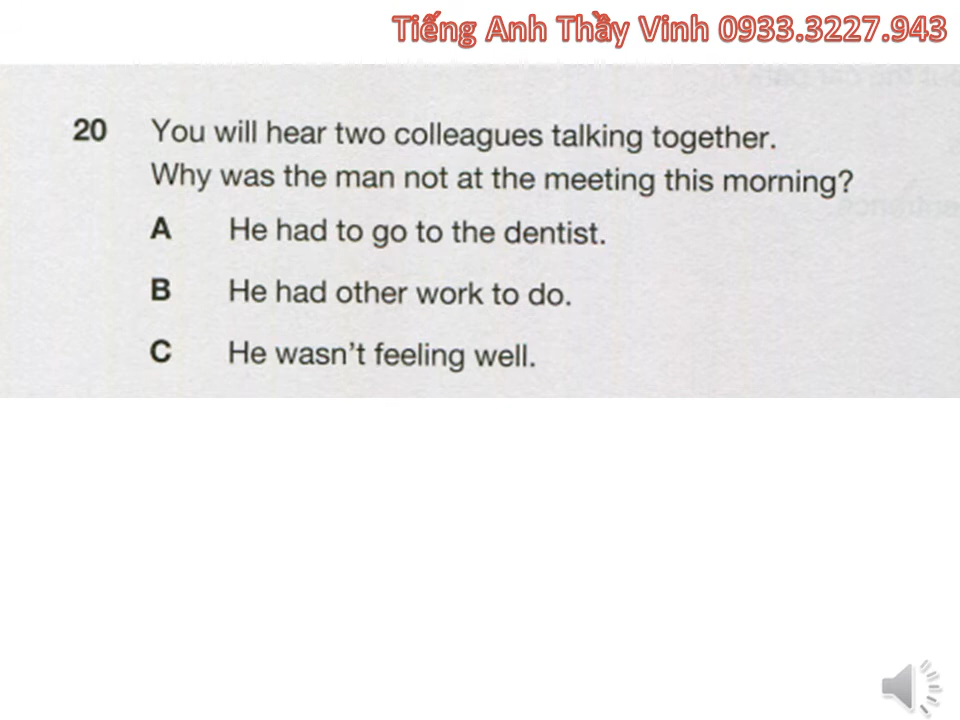 Tiếng Anh Thầy Vinh 0933.3227.943
20 You will hear two colleagues talking together.
Why was the man not at the meeting this morning?
A He had to go to the dentist.
B He had other work to do.
C He wasn't feeling well.